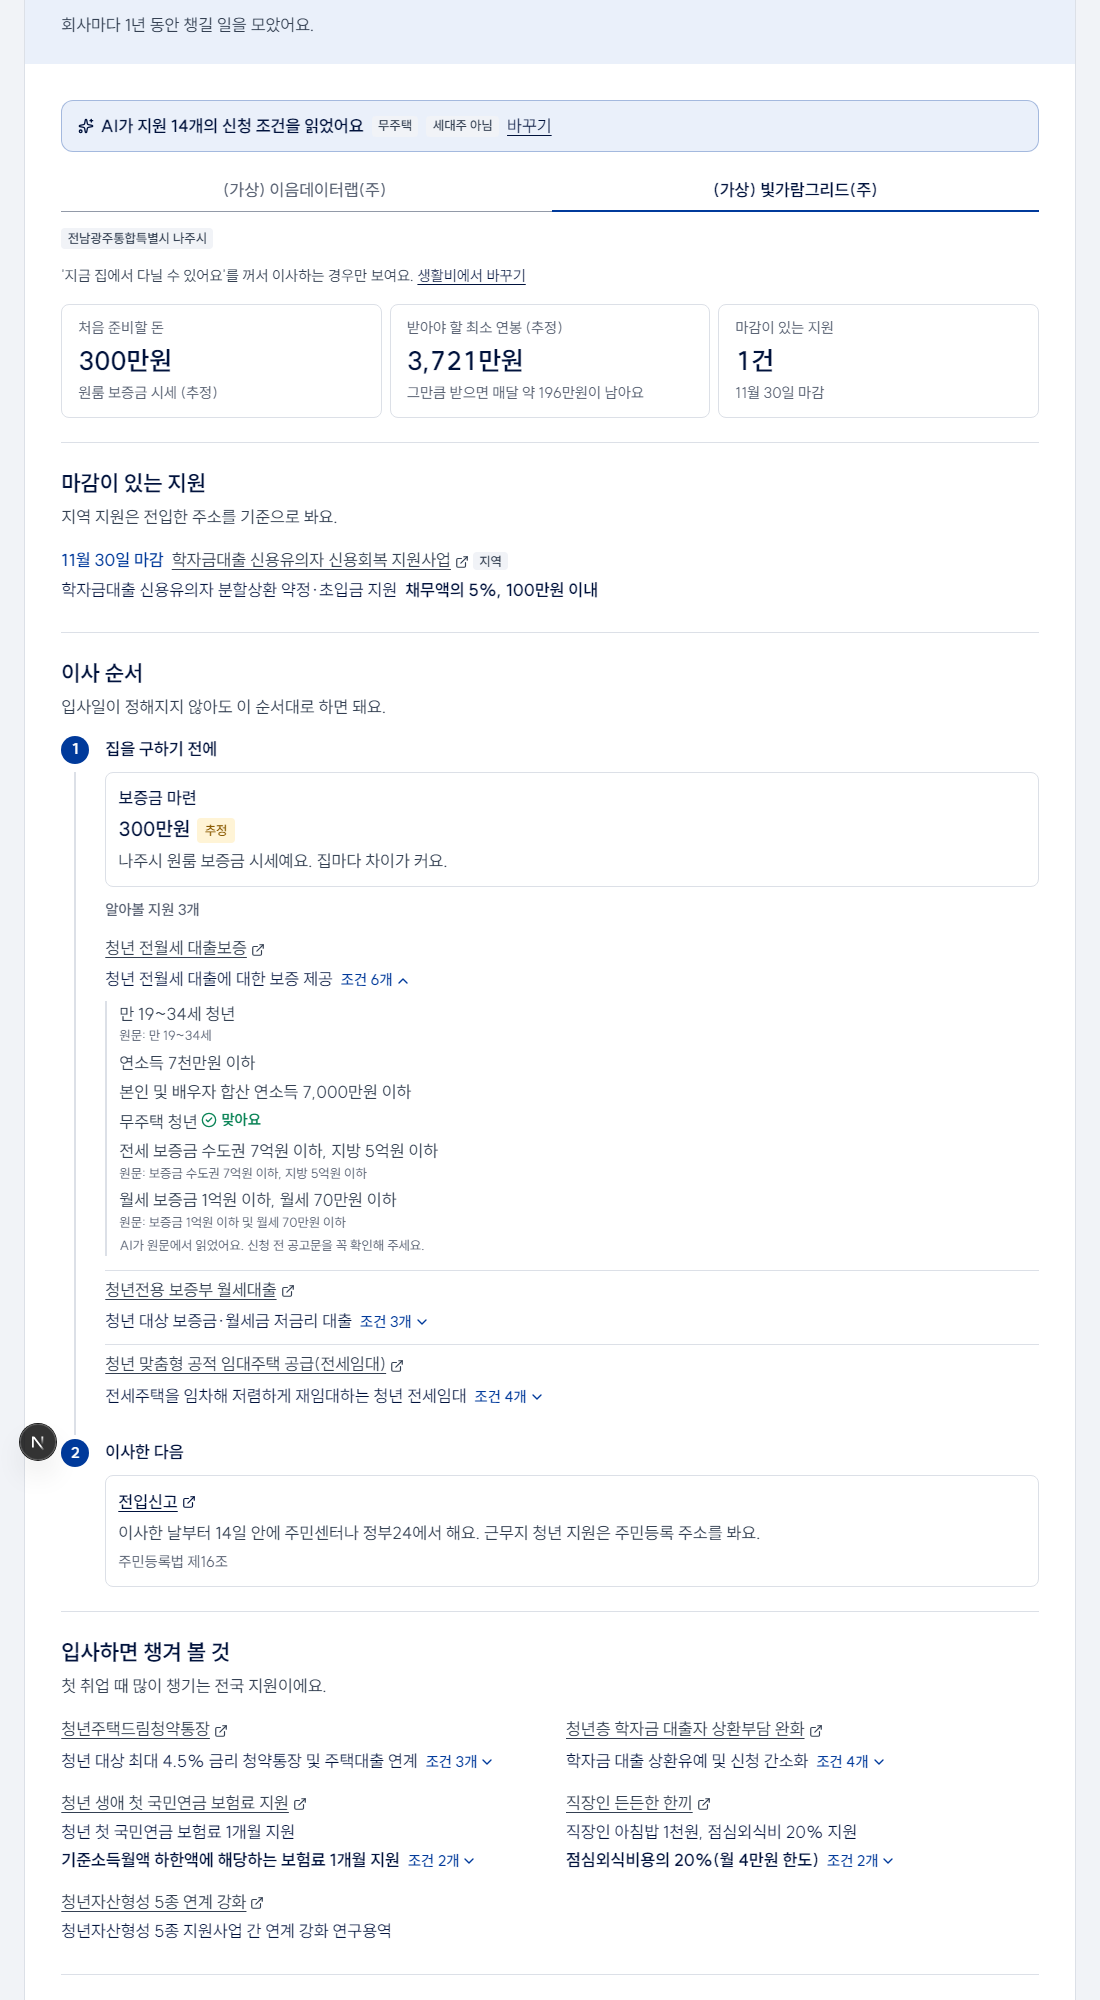 회사마다 1년 동안 챙길 일을 모았어요.
AI가 지원 14개의 신청 조건을 읽었어요 무주택 세대주 아님 바꾸기
(가상) 이음데이터랩(주) (가상) 빛가람그리드(주)
전남광주통합특별시 나주시
'지금 집에서 다닐 수 있어요'를 꺼서 이사하는 경우만 보여요. 생활비에서 바꾸기
처음 준비할 돈
300만원
원룸 보증금 시세 (추정)
받아야 할 최소 연봉 (추정)
3,721만원
그만큼 받으면 매달 약 196만원이 남아요
마감이 있는 지원
1건
11월 30일 마감
마감이 있는 지원
지역 지원은 전입한 주소를 기준으로 봐요.
11월 30일 마감 학자금대출 신용유의자 신용회복 지원사업 지역
학자금대출 신용유의자 분할상환 약정·초입금 지원 채무액의 5%, 100만원 이내
이사 순서
입사일이 정해지지 않아도 이 순서대로 하면 돼요.
1 집을 구하기 전에
보증금 마련
300만원 추정
나주시 원룸 보증금 시세예요. 집마다 차이가 커요.
알아볼 지원 3개
청년 전월세 대출보증
청년 전월세 대출에 대한 보증 제공 조건 6개
만 19~34세 청년
원문: 만 19~34세
연소득 7천만원 이하
본인 및 배우자 합산 연소득 7,000만원 이하
무주택 청년 맞아요
전세 보증금 수도권 7억원 이하, 지방 5억원 이하
원문: 보증금 수도권 7억원 이하, 지방 5억원 이하
월세 보증금 1억원 이하, 월세 70만원 이하
원문: 보증금 1억원 이하 및 월세 70만원 이하
AI가 원문에서 읽었어요. 신청 전 공고문을 꼭 확인해 주세요.
청년전용 보증부 월세대출
청년 대상 보증금·월세금 저금리 대출 조건 3개
청년 맞춤형 공적 임대주택 공급(전세임대)
전세주택을 임차해 저렴하게 재임대하는 청년 전세임대 조건 4개
N
2 이사한 다음
전입신고
이사한 날부터 14일 안에 주민센터나 정부24에서 해요. 근무지 청년 지원은 주민등록 주소를 봐요.
주민등록법 제16조
입사하면 챙겨 볼 것
첫 취업 때 많이 챙기는 전국 지원이에요.
청년주택드림청약통장
청년 대상 최대 4.5% 금리 청약통장 및 주택대출 연계 조건 3개
청년층 학자금 대출자 상환부담 완화
학자금 대출 상환유예 및 신청 간소화 조건 4개
청년 생애 첫 국민연금 보험료 지원
청년 첫 국민연금 보험료 1개월 지원
기준소득월액 하한액에 해당하는 보험료 1개월 지원 조건 2개
직장인 든든한 한끼
직장인 아침밥 1천원, 점심외식비 20% 지원
점심외식비용의 20%(월 4만원 한도) 조건 2개
청년자산형성 5종 연계 강화
청년자산형성 5종 지원사업 간 연계 강화 연구용역